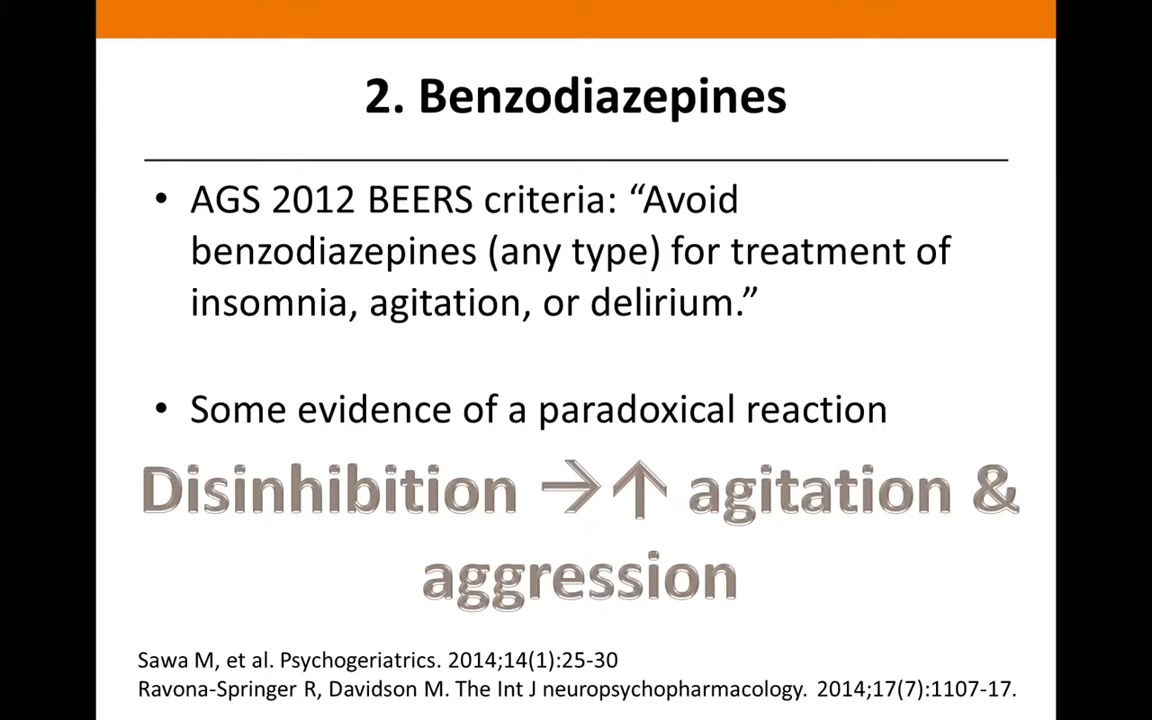 2. Benzodiazepines
• AGS 2012 BEERS criteria: “Avoid
benzodiazepines (any type) for treatment of
insomnia, agitation, or delirium.”
• Some evidence of a paradoxical reaction
Disinhibition →↑ agitation &
aggression
Sawa M, et al. Psychogeriatrics. 2014;14(1):25-30
Ravona-Springer R, Davidson M. The Int J neuropsychopharmacology. 2014;17(7):1107-17.